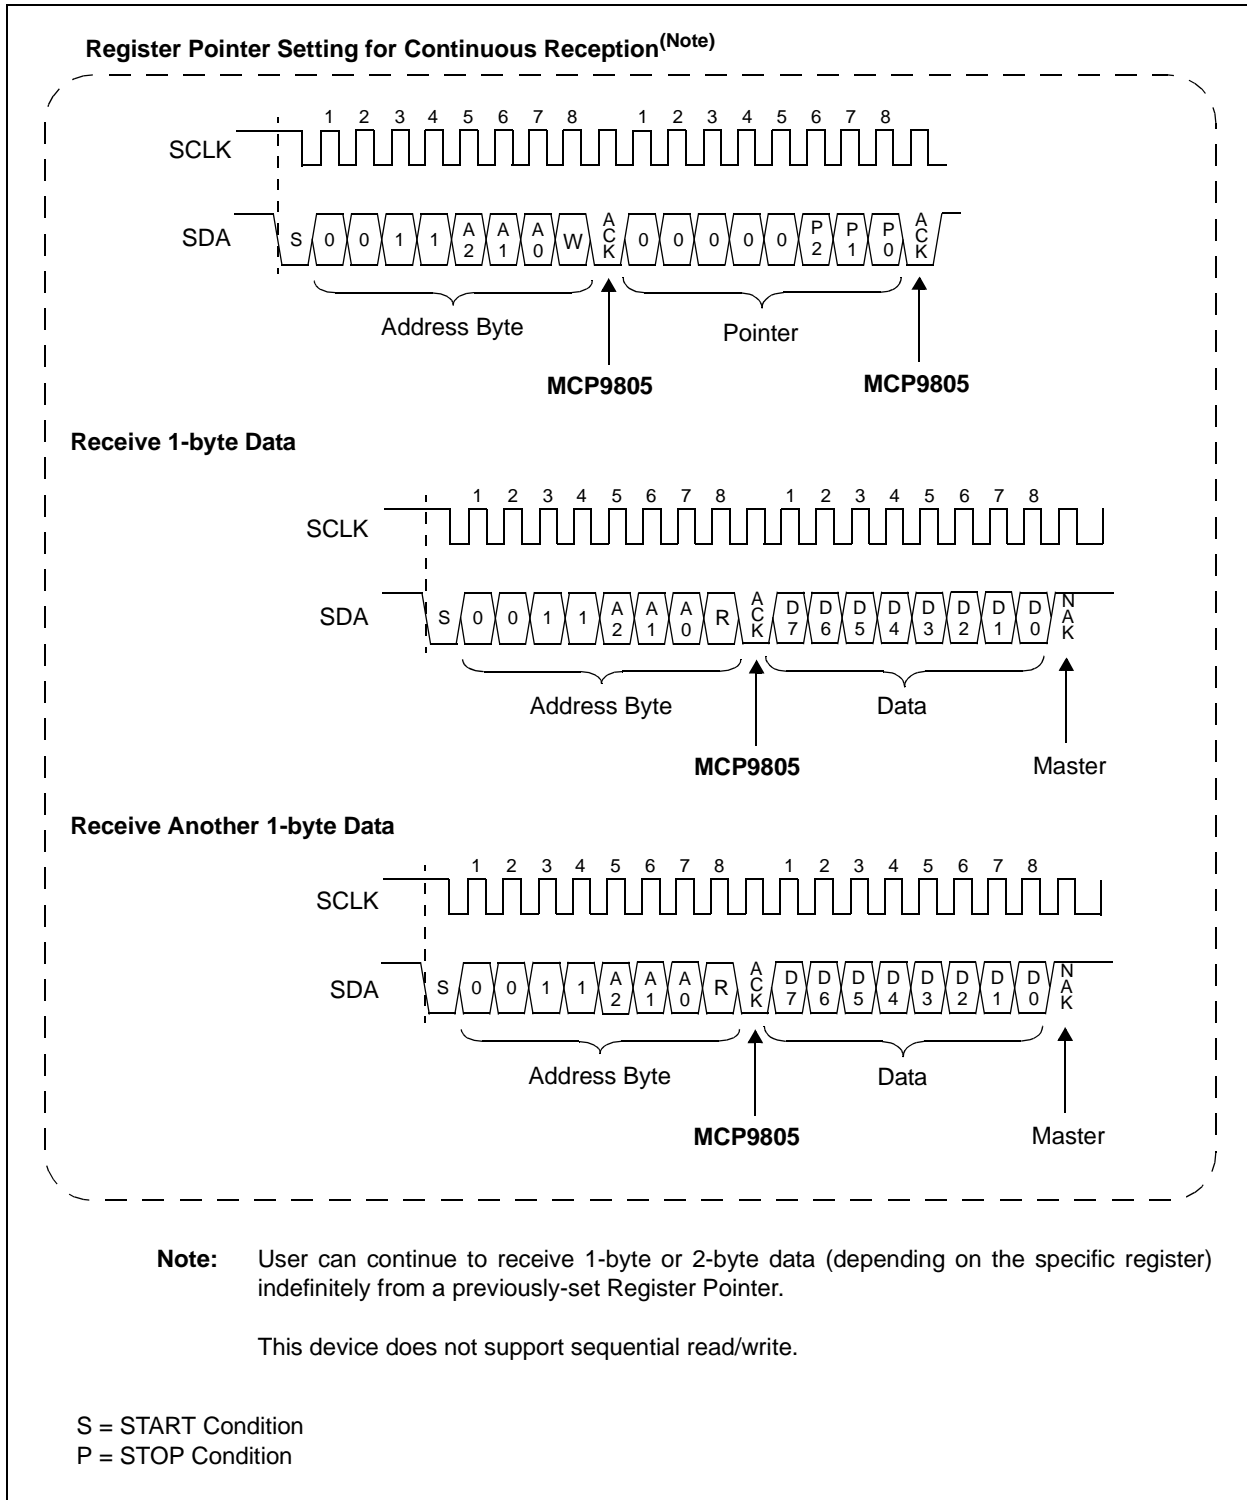 Register Pointer Setting for Continuous Reception(Note)
1 2 3 4 5 6 7 8 1 2 3 4 5 6 7 8
SCLK
SDA S 0 0 1 1 A2 A1 A0 W ACK 0 0 0 0 0 P2 P1 P0 ACK
Address Byte Pointer
MCP9805 MCP9805
Receive 1-byte Data
1 2 3 4 5 6 7 8 1 2 3 4 5 6 7 8
SCLK
SDA S 0 0 1 1 A2 A1 A0 R ACK D7 D6 D5 D4 D3 D2 D1 D0 NAK
Address Byte Data
MCP9805 Master
Receive Another 1-byte Data
1 2 3 4 5 6 7 8 1 2 3 4 5 6 7 8
SCLK
SDA S 0 0 1 1 A2 A1 A0 R ACK D7 D6 D5 D4 D3 D2 D1 D0 NAK
Address Byte Data
MCP9805 Master
Note: User can continue to receive 1-byte or 2-byte data (depending on the specific register)
indefinitely from a previously-set Register Pointer.
This device does not support sequential read/write.
S = START Condition
P = STOP Condition